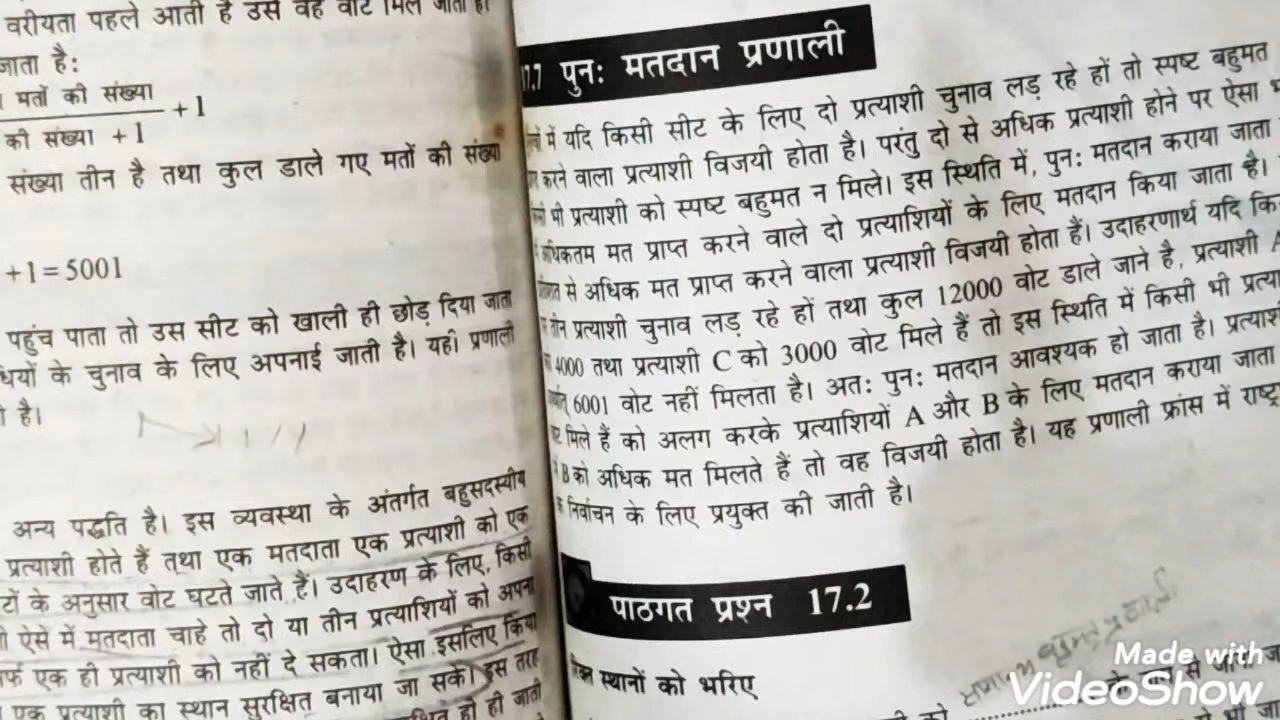 वरीयता पहले आती है उसे वह वोट मिल जाता है।
जाता है:
मतों की संख्या
की संख्या +1
+1
संख्या तीन है तथा कुल डाले गए मतों की संख्या
+1=5001
पहुंच पाता तो उस सीट को खाली ही छोड़ दिया जाता
के चुनाव के लिए अपनाई जाती है। यही प्रणाली
है।
अन्य पद्धति है। इस व्यवस्था के अंतर्गत बहुसदस्यीय
प्रत्याशी होते हैं तथा एक मतदाता एक प्रत्याशी को एक
के अनुसार वोट घटते जाते हैं। उदाहरण के लिए, किसी
ऐसे में मतदाता चाहे तो दो या तीन प्रत्याशियों को अपना
एक ही प्रत्याशी को नहीं दे सकता। ऐसा इसलिए किया
एक प्रत्याशी का स्थान सुरक्षित बनाया जा सके। इस तरह
हो ही जाती
17.7 पुनः मतदान प्रणाली
में यदि किसी सीट के लिए दो प्रत्याशी चुनाव लड़ रहे हों तो स्पष्ट बहुमत
करने वाला प्रत्याशी विजयी होता है। परंतु दो से अधिक प्रत्याशी होने पर ऐसा
भी प्रत्याशी को स्पष्ट बहुमत न मिले। इस स्थिति में, पुनः मतदान कराया जाता
अधिकतम मत प्राप्त करने वाले दो प्रत्याशियों के लिए मतदान किया जाता है।
से अधिक मत प्राप्त करने वाला प्रत्याशी विजयी होता है। उदाहरणार्थ यदि
तीन प्रत्याशी चुनाव लड़ रहे हों तथा कुल 12000 वोट डाले जाने है, प्रत्याशी A
4000 तथा प्रत्याशी C को 3000 वोट मिले हैं तो इस स्थिति में किसी भी
6001 वोट नहीं मिलता है। अतः पुनः मतदान आवश्यक हो जाता है।
मिले हैं को अलग करके प्रत्याशियों A और B के लिए मतदान कराया जाता
B को अधिक मत मिलते हैं तो वह विजयी होता है। यह प्रणाली फ्रांस में
निर्वाचन के लिए प्रयुक्त की जाती है।
पाठगत प्रश्न 17.2
स्थानों को भरिए
के नाम से
Made with
VideoShow